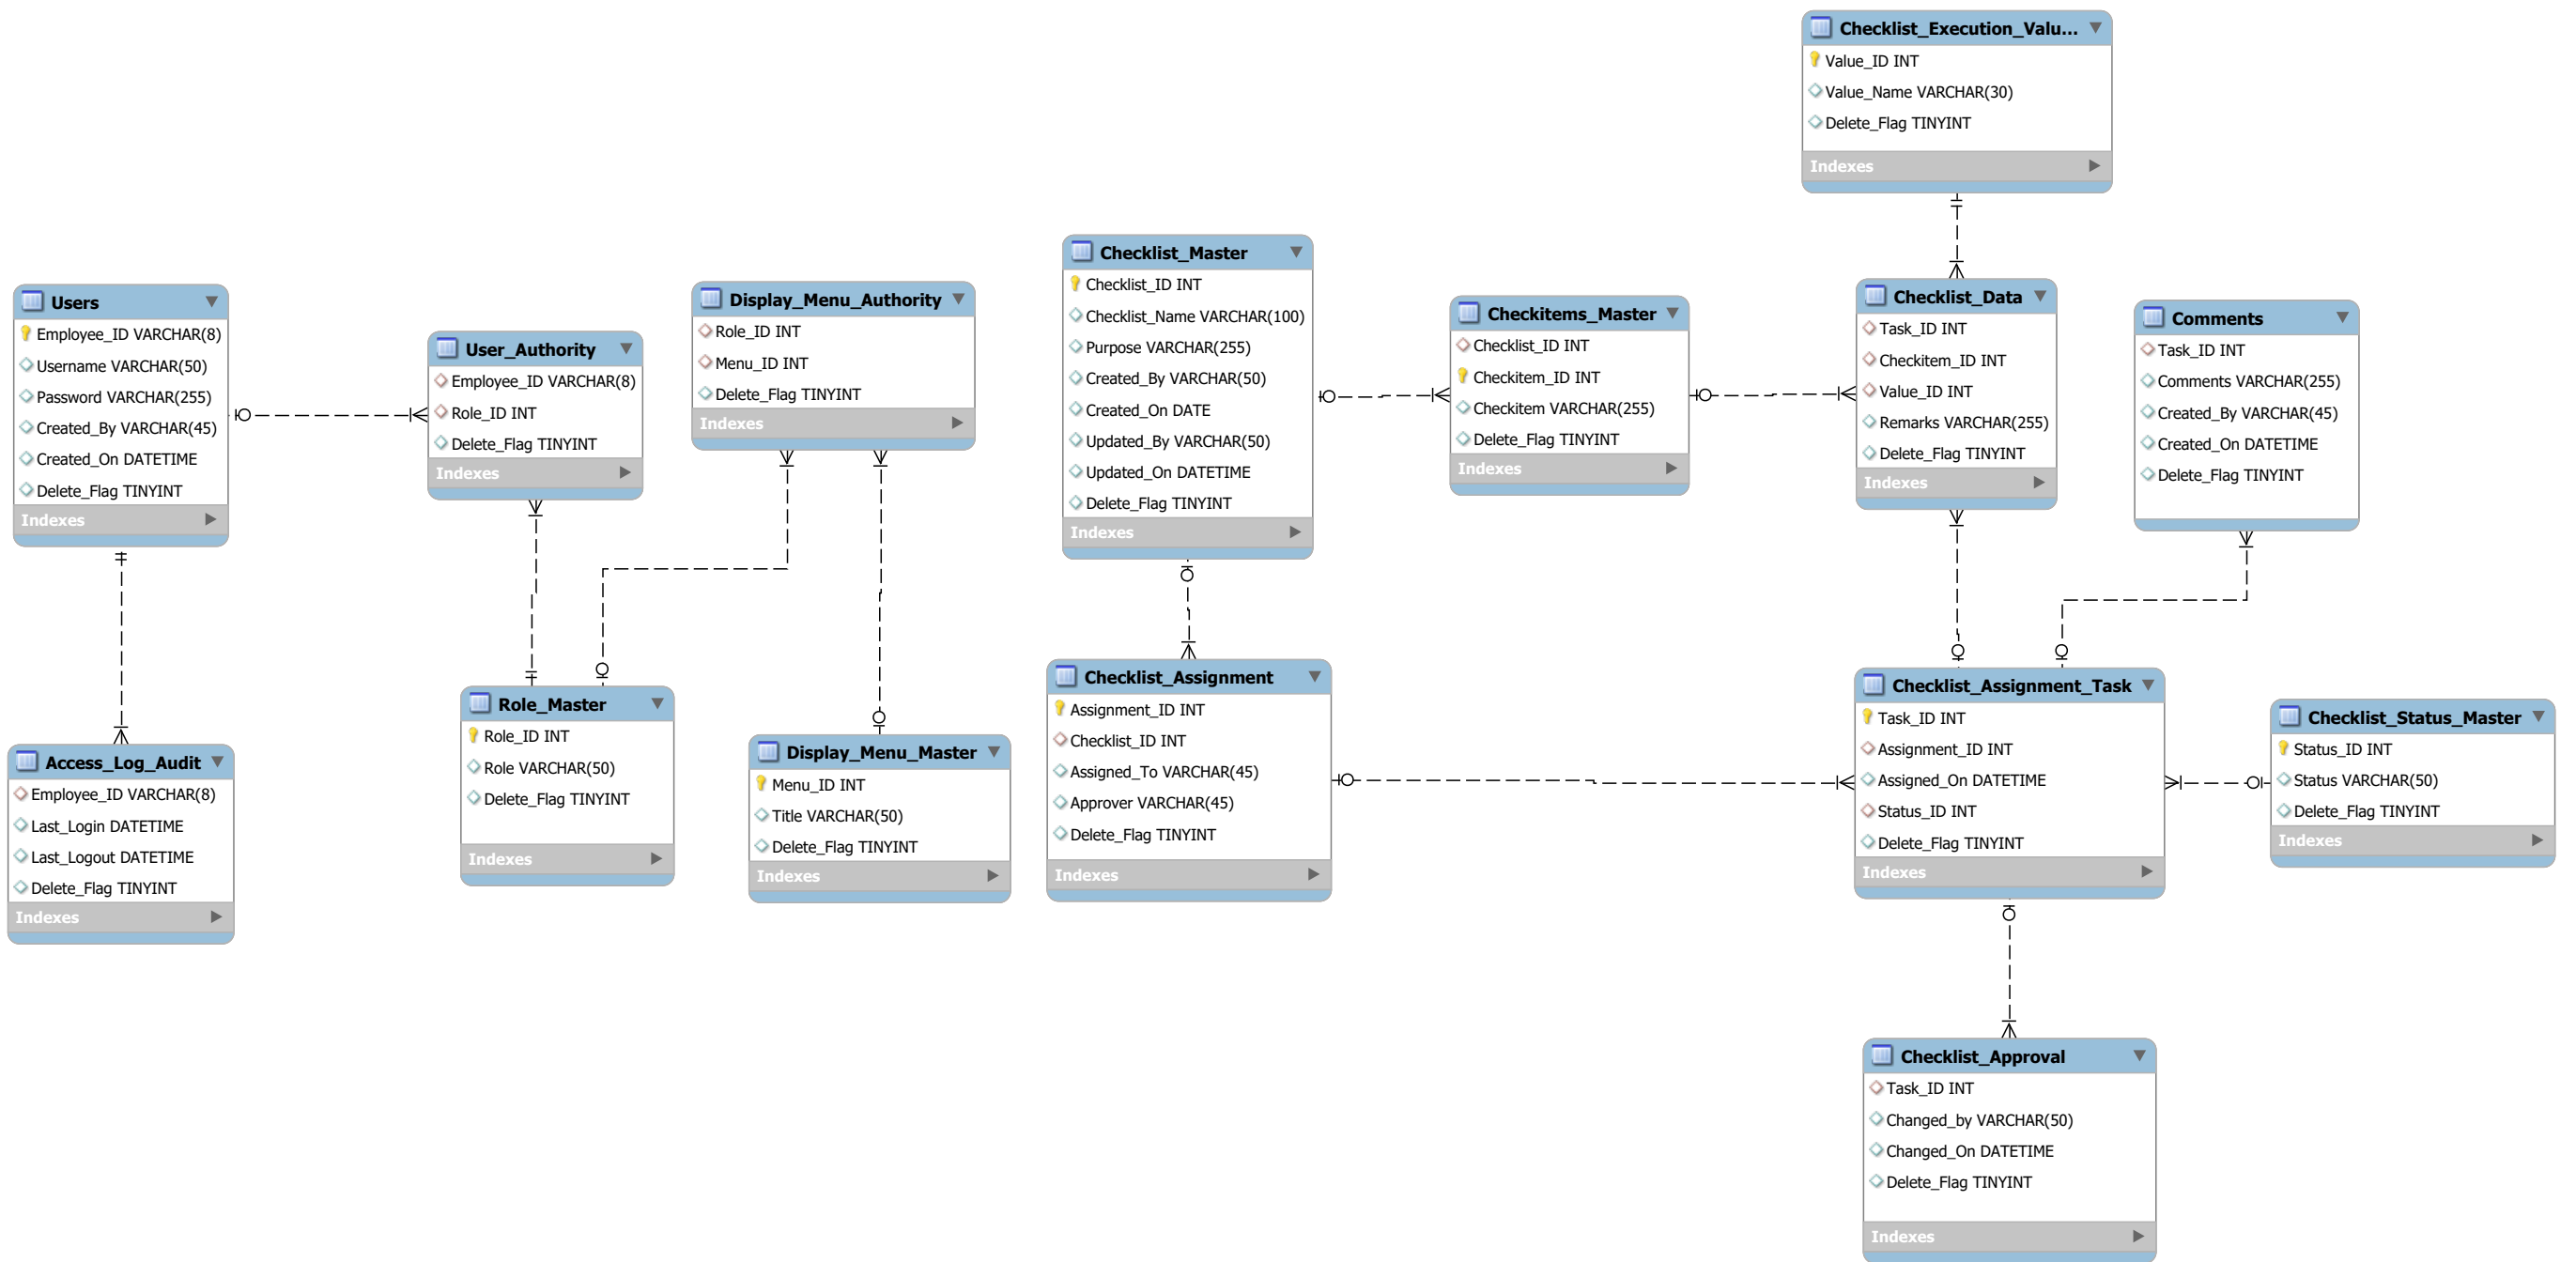 Checklist_Execution_Valu...
Value_ID INT
Value_Name VARCHAR(30)
Delete_Flag TINYINT
Indexes
Users
Employee_ID VARCHAR(8)
Username VARCHAR(50)
Password VARCHAR(255)
Created_By VARCHAR(45)
Created_On DATETIME
Delete_Flag TINYINT
Indexes
User_Authority
Employee_ID VARCHAR(8)
Role_ID INT
Delete_Flag TINYINT
Indexes
Display_Menu_Authority
Role_ID INT
Menu_ID INT
Delete_Flag TINYINT
Indexes
Checklist_Master
Checklist_ID INT
Checklist_Name VARCHAR(100)
Purpose VARCHAR(255)
Created_By VARCHAR(50)
Created_On DATE
Updated_By VARCHAR(50)
Updated_On DATETIME
Delete_Flag TINYINT
Indexes
Checkitems_Master
Checklist_ID INT
Checkitem_ID INT
Checkitem VARCHAR(255)
Delete_Flag TINYINT
Indexes
Checklist_Data
Task_ID INT
Checkitem_ID INT
Value_ID INT
Remarks VARCHAR(255)
Delete_Flag TINYINT
Indexes
Comments
Task_ID INT
Comments VARCHAR(255)
Created_By VARCHAR(45)
Created_On DATETIME
Delete_Flag TINYINT
Access_Log_Audit
Employee_ID VARCHAR(8)
Last_Login DATETIME
Last_Logout DATETIME
Delete_Flag TINYINT
Indexes
Role_Master
Role_ID INT
Role VARCHAR(50)
Delete_Flag TINYINT
Indexes
Display_Menu_Master
Menu_ID INT
Title VARCHAR(50)
Delete_Flag TINYINT
Indexes
Checklist_Assignment
Assignment_ID INT
Checklist_ID INT
Assigned_To VARCHAR(45)
Approver VARCHAR(45)
Delete_Flag TINYINT
Indexes
Checklist_Assignment_Task
Task_ID INT
Assignment_ID INT
Assigned_On DATETIME
Status_ID INT
Delete_Flag TINYINT
Indexes
Checklist_Status_Master
Status_ID INT
Status VARCHAR(50)
Delete_Flag TINYINT
Indexes
Checklist_Approval
Task_ID INT
Changed_by VARCHAR(50)
Changed_On DATETIME
Delete_Flag TINYINT
Indexes